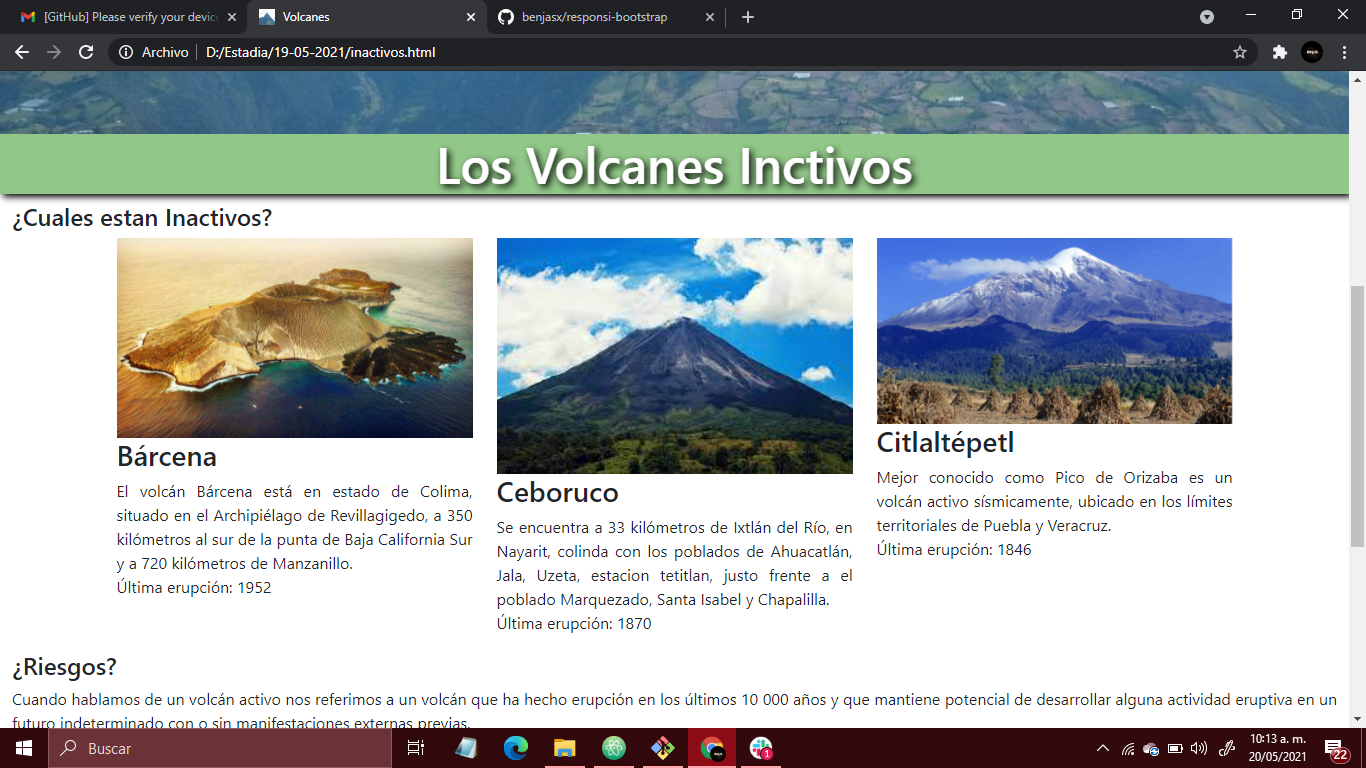 [GitHub] Please verify your device
Volcanes
benjasx/responsi-bootstrap
Archivo
D:/Estadia/19-05-2021/inactivos.html
Los Volcanes Inctivos
¿Cuales estan Inactivos?
Bárcena
El volcán Bárcena está en estado de Colima,
situado en el Archipiélago de Revillagigedo, a 350
kilómetros al sur de la punta de Baja California Sur
y a 720 kilómetros de Manzanillo.
Última erupción: 1952
Ceboruco
Se encuentra a 33 kilómetros de Ixtlán del Río, en
Nayarit, colinda con los poblados de Ahuacatlán,
Jala, Uzeta, estacion tetitlan, justo frente a el
poblado Marquezado, Santa Isabel y Chapalilla.
Última erupción: 1870
Citlaltépetl
Mejor conocido como Pico de Orizaba es un
volcán activo sísmicamente, ubicado en los límites
territoriales de Puebla y Veracruz.
Última erupción: 1846
¿Riesgos?
Cuando hablamos de un volcán activo nos referimos a un volcán que ha hecho erupción en los últimos 10 000 años y que mantiene potencial de desarrollar alguna actividad eruptiva en un
futuro indeterminado con o sin manifestaciones externas previas.
Buscar
1
10:13 a. m.
20/05/2021
22